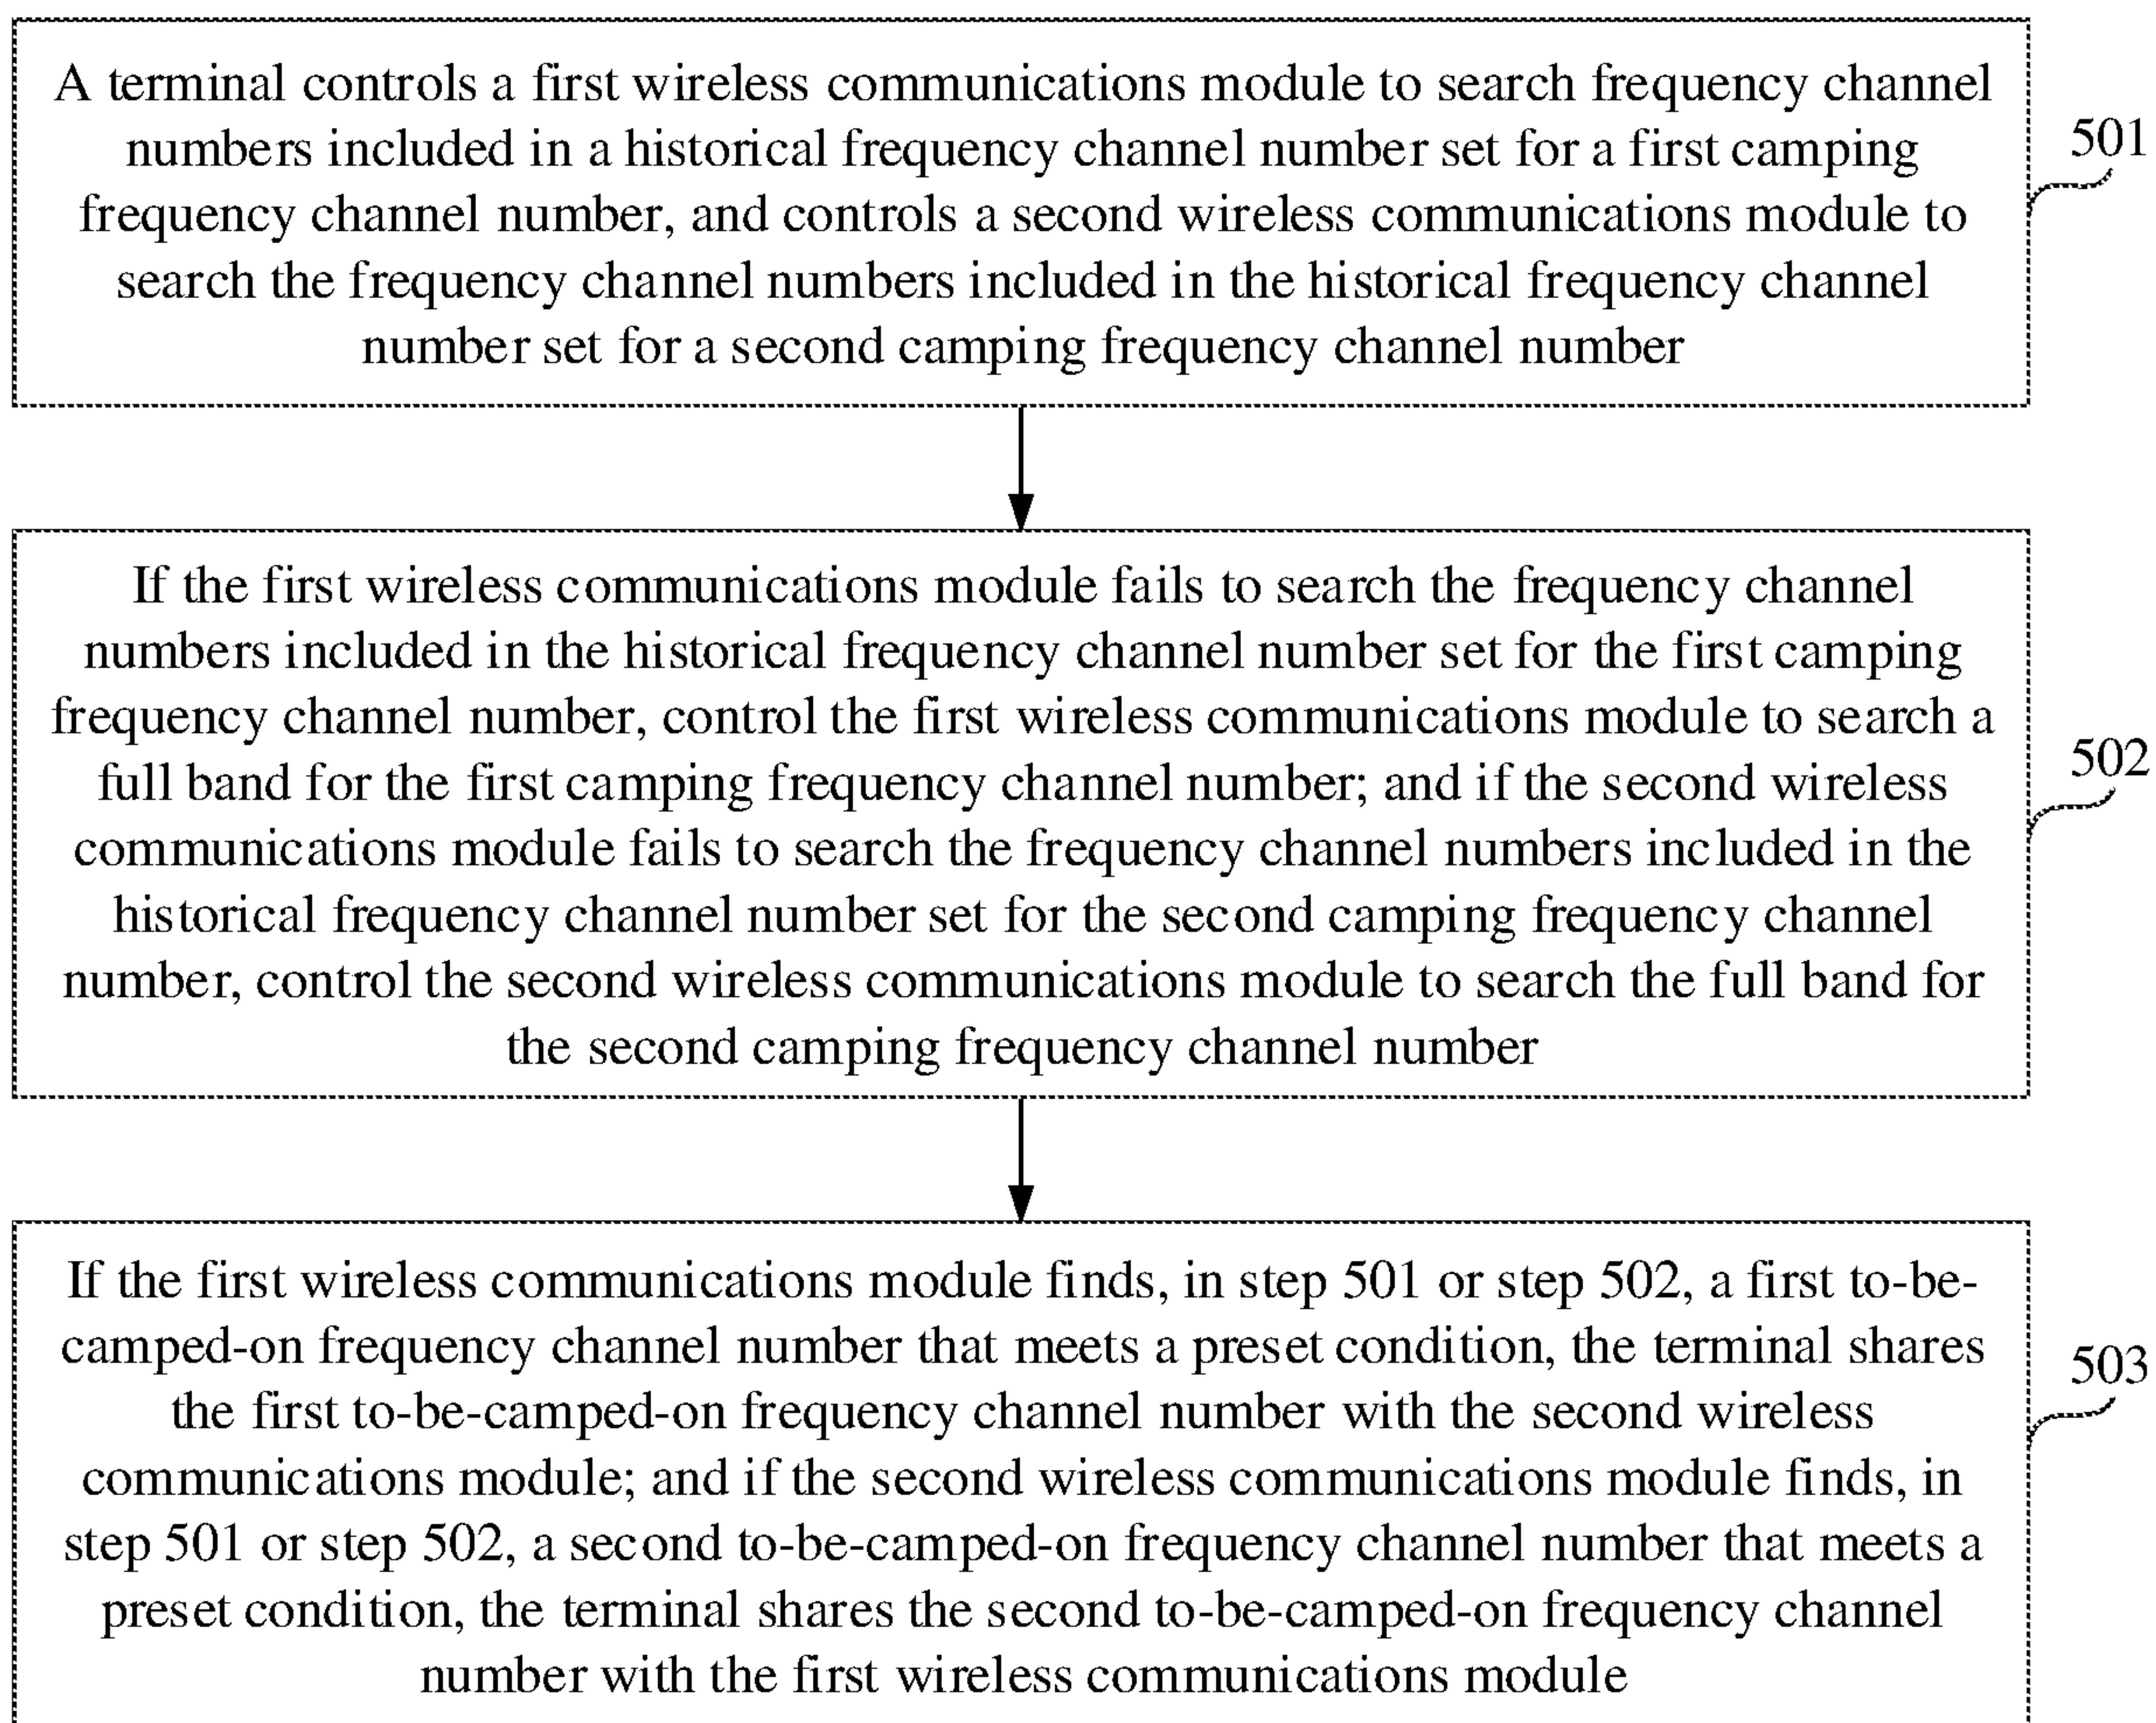 A terminal controls a first wireless communications module to search frequency channel
numbers included in a historical frequency channel number set for a first camping
frequency channel number, and controls a second wireless communications module to
search the frequency channel numbers included in the historical frequency channel
number set for a second camping frequency channel number
501
If the first wireless communications module fails to search the frequency channel
numbers included in the historical frequency channel number set for the first camping
frequency channel number, control the first wireless communications module to search a
full band for the first camping frequency channel number; and if the second wireless
communications module fails to search the frequency channel numbers included in the
historical frequency channel number set for the second camping frequency channel
number, control the second wireless communications module to search the full band for
the second camping frequency channel number
502
If the first wireless communications module finds, in step 501 or step 502, a first to-be-
camped-on frequency channel number that meets a preset condition, the terminal shares
the first to-be-camped-on frequency channel number with the second wireless
communications module; and if the second wireless communications module finds, in
step 501 or step 502, a second to-be-camped-on frequency channel number that meets a
preset condition, the terminal shares the second to-be-camped-on frequency channel
number with the first wireless communications module
503